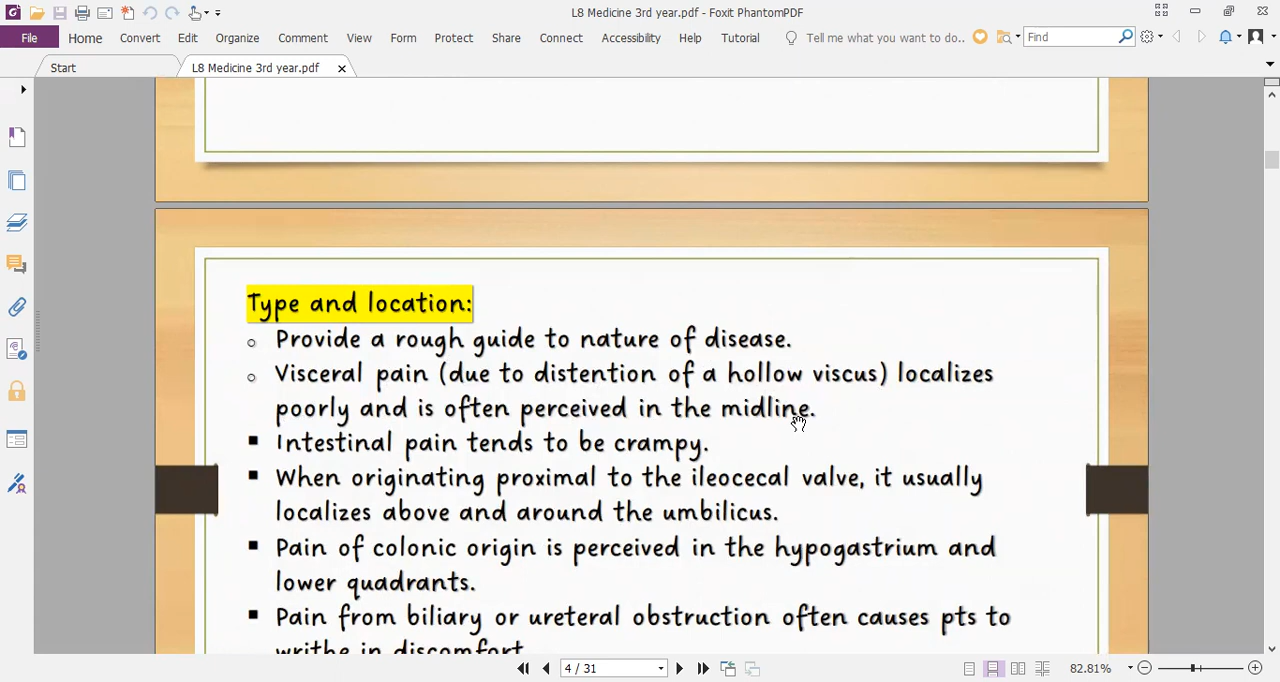 L8 Medicine 3rd year.pdf - Foxit PhantomPDF
File Home Convert Edit Organize Comment View Form Protect Share Connect Accessibility Help Tutorial Tell me what you want to do.. Find
Start L8 Medicine 3rd year.pdf
Type and location:
Provide a rough guide to nature of disease.
Visceral pain (due to distention of a hollow viscus) localizes
poorly and is often perceived in the midline.
Intestinal pain tends to be crampy.
When originating proximal to the ileocecal valve, it usually
localizes above and around the umbilicus.
Pain of colonic origin is perceived in the hypogastrium and
lower quadrants.
Pain from biliary or ureteral obstruction often causes pts to
writhe in discomfort.
4 / 31 82.81%